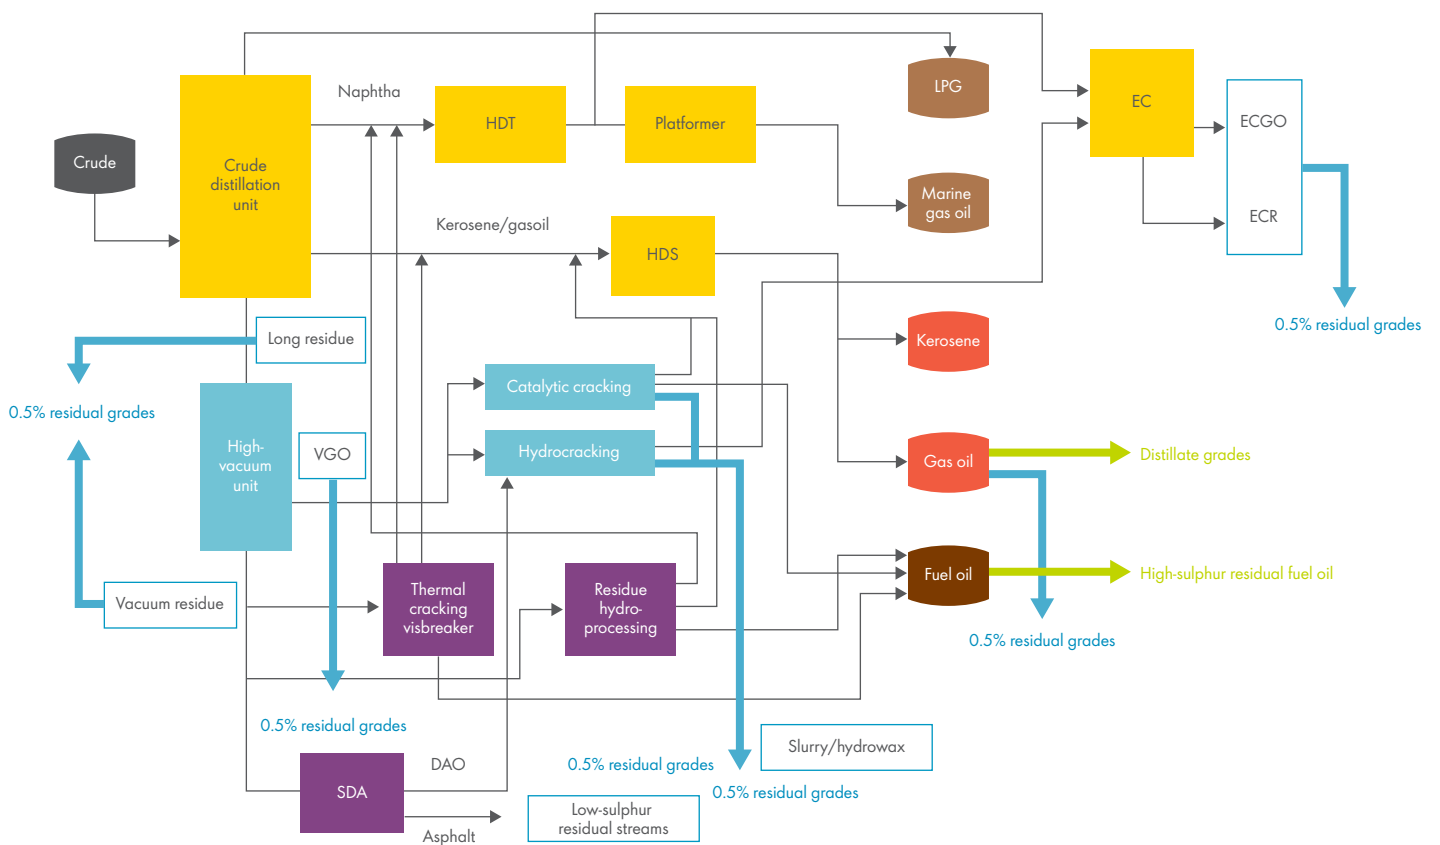 LPG
Naphtha
HDT
Platformer
EC
ECGO
Crude
Crude
distillation
unit
Marine
gas oil
ECR
Kerosene/gasoil
HDS
0.5% residual grades
Long residue
Kerosene
0.5% residual grades
Catalytic cracking
High-
vacuum
unit
VGO
Hydrocracking
Gas oil
Distillate grades
Fuel oil
High-sulphur residual fuel oil
Vacuum residue
Thermal
cracking
visbreaker
Residue
hydro-
processing
0.5% residual grades
0.5% residual grades
Slurry/hydrowax
DAO
0.5% residual grades
SDA
0.5% residual grades
Low-sulphur
residual streams
Asphalt